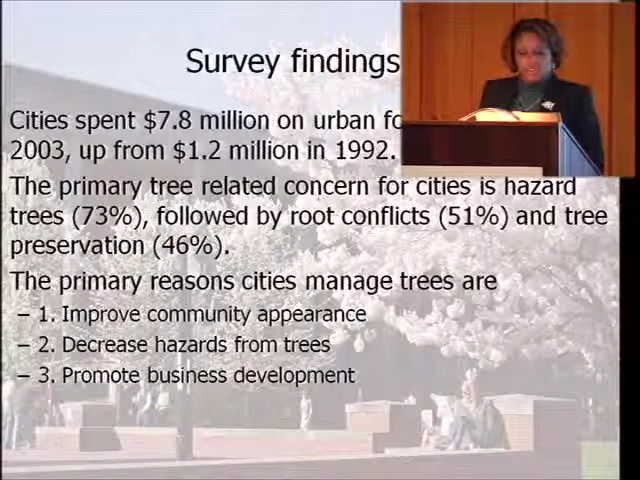 Survey findings
Cities spent $7.8 million on urban
2003, up from $1.2 million in 1992.
The primary tree related concern for cities is hazard
trees (73%), followed by root conflicts (51%) and tree
preservation (46%).
The primary reasons cities manage trees are
– 1. Improve community appearance
– 2. Decrease hazards from trees
– 3. Promote business development